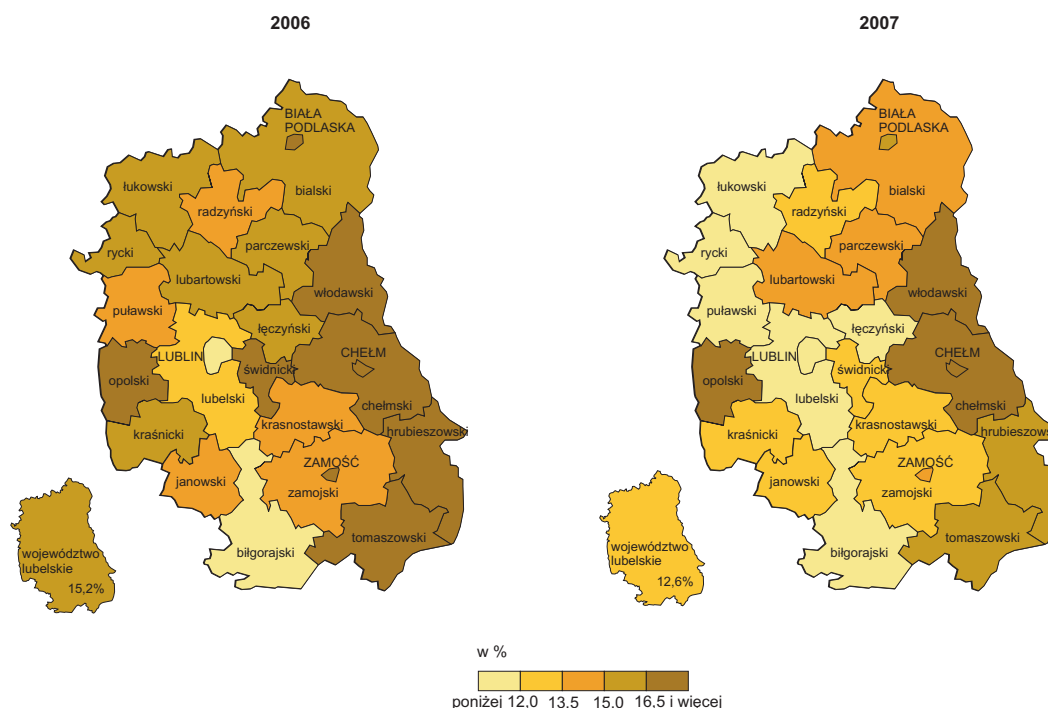 2006
BIAŁA
PODLASKA
łukowski
bialski
radzyński
rycki
parczewski
lubartowski
włodawski
puławski
łęczyński
LUBLIN
CHEŁM
opolski
świdnicki
lubelski
chełmski
krasnostawski
hrubieszowski
kraśnicki
ZAMOŚĆ
janowski
zamojski
tomaszowski
biłgorajski
województwo
lubelskie
15,2%
2007
BIAŁA
PODLASKA
łukowski
bialski
radzyński
rycki
parczewski
lubartowski
włodawski
puławski
łęczyński
LUBLIN
CHEŁM
opolski
świdnicki
lubelski
chełmski
krasnostawski
hrubieszowski
kraśnicki
ZAMOŚĆ
janowski
zamojski
tomaszowski
biłgorajski
województwo
lubelskie
12,6%
w %
poniżej 12,0 13,5 15,0 16,5 i więcej